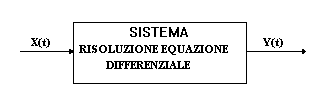 SISTEMA
X(t)
RISOLUZIONE EQUAZIONE
Y(t)
DIFFERENZIALE